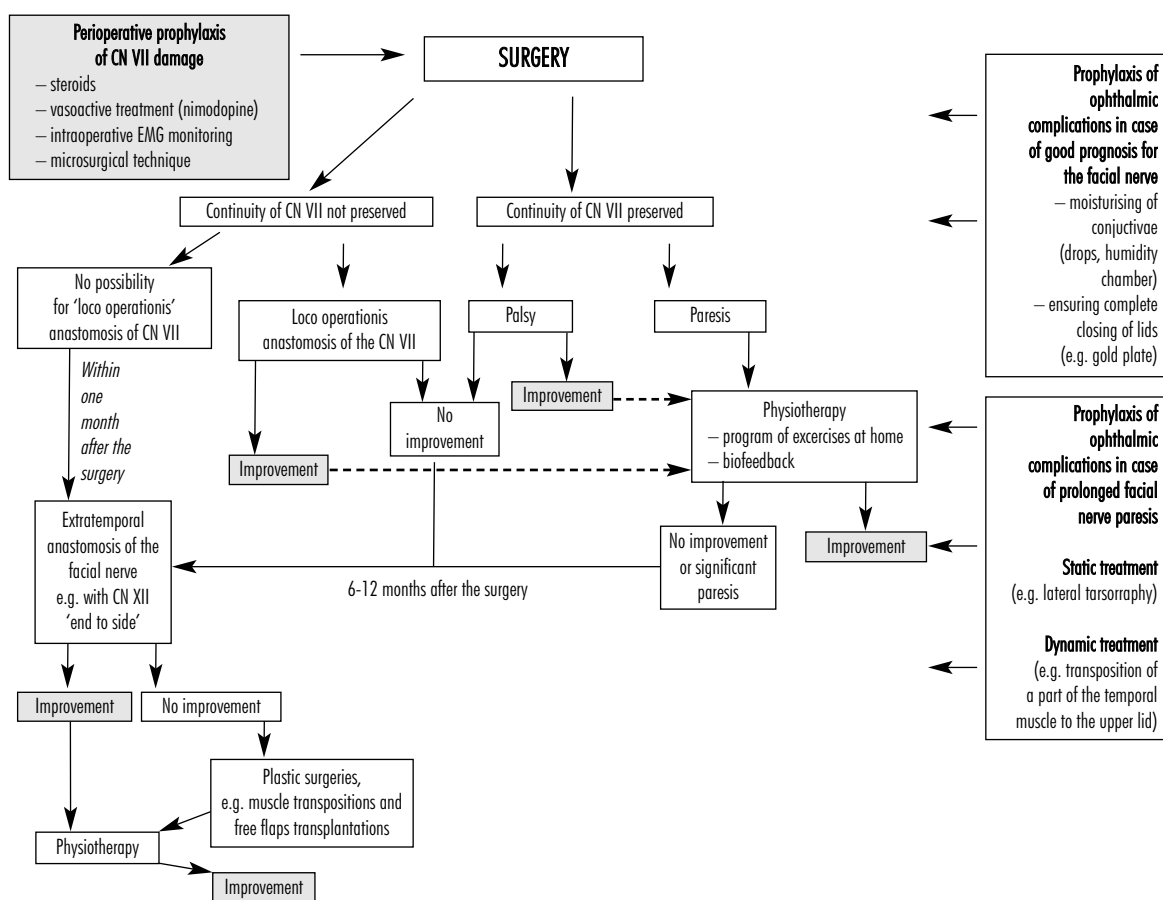 Perioperative prophylaxis
of CN VII damage
– steroids
– vasoactive treatment (nimodopine)
– intraoperative EMG monitoring
– microsurgical technique
SURGERY
Prophylaxis of
ophthalmic
complications in case
of good prognosis for
the facial nerve
– moisturising of
conjuctivae
(drops, humidity
chamber)
– ensuring complete
closing of lids
(e.g. gold plate)
Continuity of CN VII not preserved
Continuity of CN VII preserved
No possibility
for ‘loco operationis’
anastomosis of CN VII
Loco operationis
anastomosis of the CN VII
Palsy
Paresis
Within
one
month
after the
surgery
Improvement
No
improvement
Improvement
Physiotherapy
– program of excercises at home
– biofeedback
Prophylaxis of
ophthalmic
complications in case
of prolonged facial
nerve paresis
Static treatment
(e.g. lateral tarsorraphy)
Dynamic treatment
(e.g. transposition of
a part of the temporal
muscle to the upper lid)
Extratemporal
anastomosis of the
facial nerve
e.g. with CN XII
‘end to side’
6-12 months after the surgery
No improvement
or significant
paresis
Improvement
Improvement
No improvement
Plastic surgeries,
e.g. muscle transpositions and
free flaps transplantations
Physiotherapy
Improvement